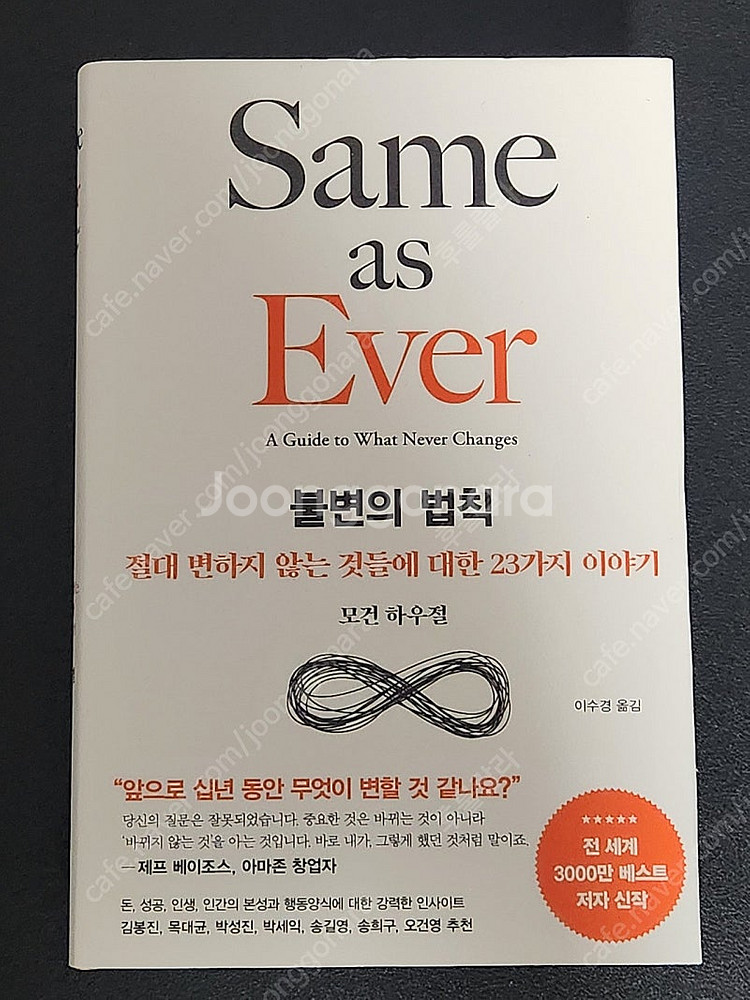 Same
as
Ever
A Guide to What Never Changes
Joonggonara
불변의 법칙
절대 변하지 않는 것들에 대한 23가지 이야기
모건 하우절
이수경 옮김
“앞으로 십년 동안 무엇이 변할 것 같나요?”
당신의 질문은 잘못되었습니다. 중요한 것은 바뀌는 것이 아니라
‘바뀌지 않는 것’을 아는 것입니다. 바로 내가, 그렇게 했던 것처럼 말이죠.
— 제프 베이조스, 아마존 창업자
★★★★★
전 세계
3000만 베스트
저자 신작
돈, 성공, 인생, 인간의 본성과 행동양식에 대한 강력한 인사이트
김봉진, 목대균, 박성진, 박세익, 송길영, 송희구, 오건영 추천
cafe.naver.com/joonggonara